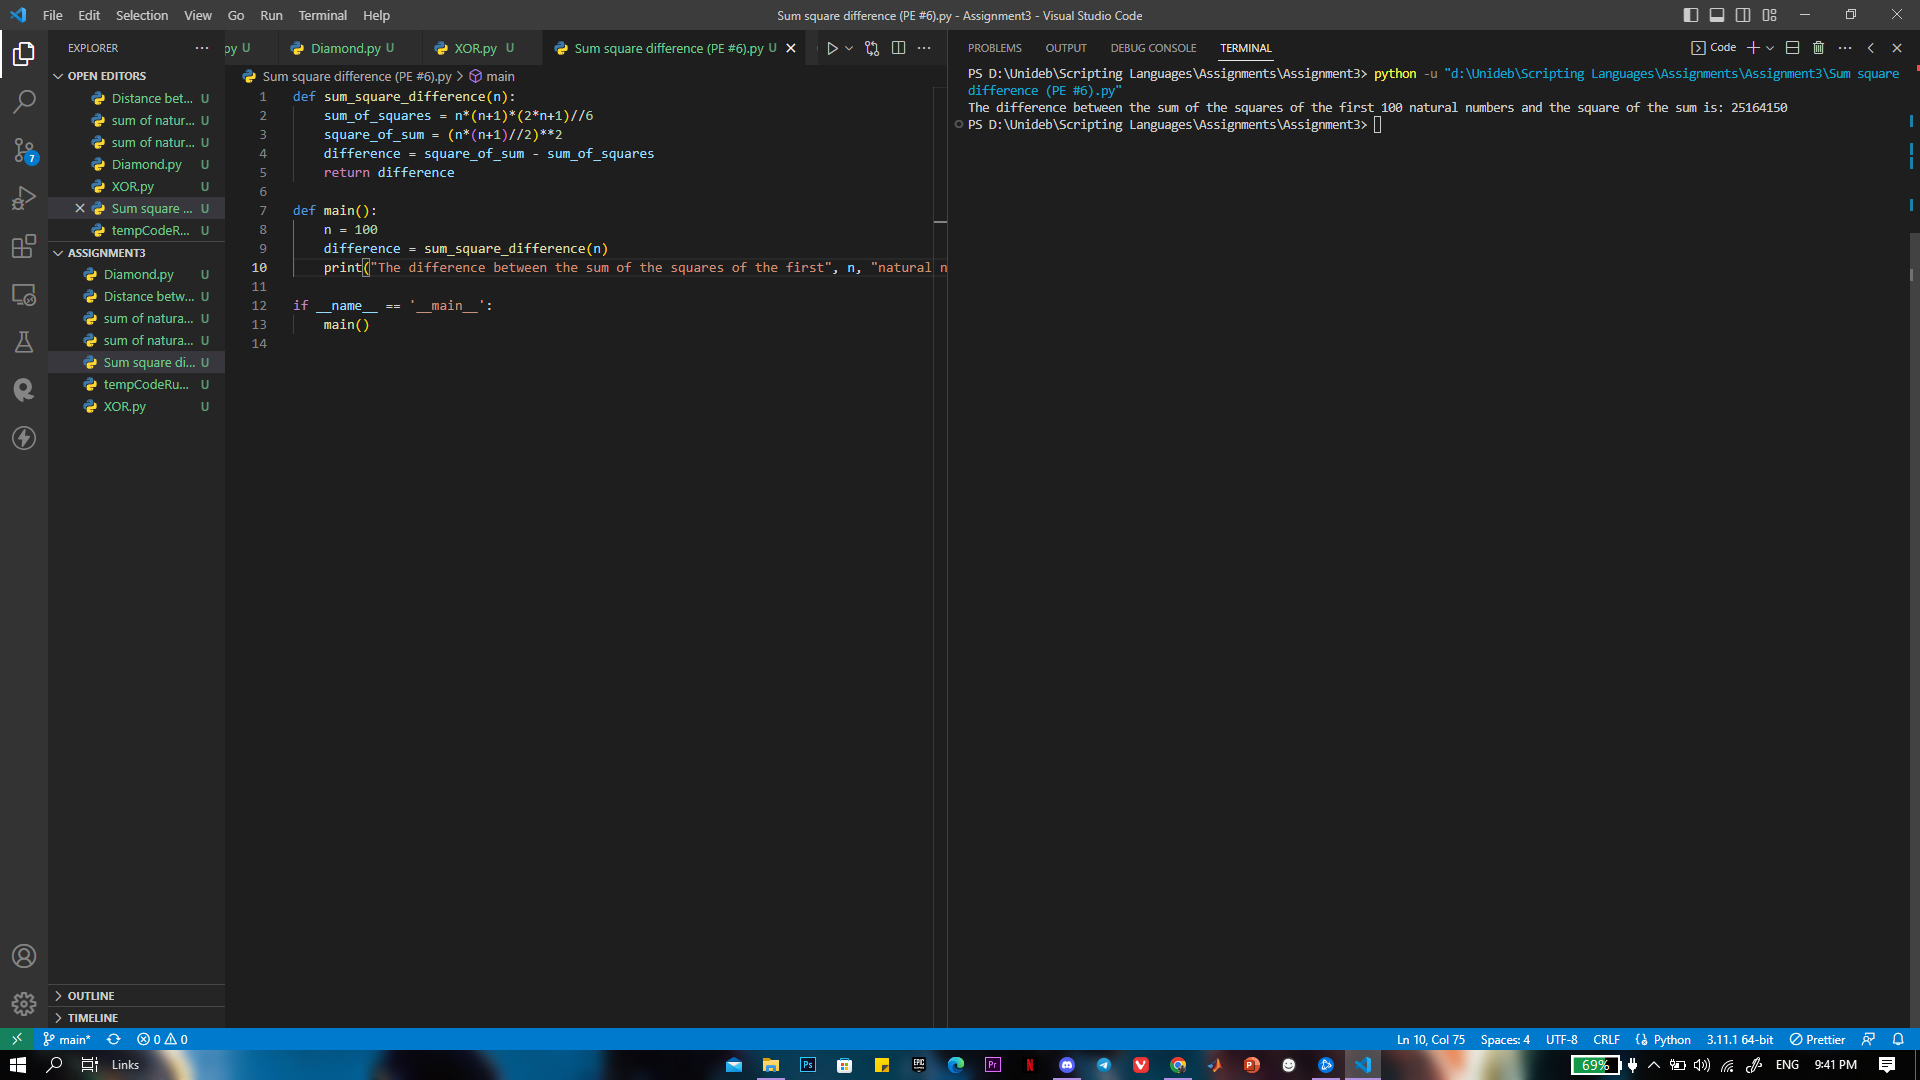 File Edit Selection View Go Run Terminal Help
Sum square difference (PE #6).py - Assignment3 - Visual Studio Code
EXPLORER
OPEN EDITORS
Distance bet... U
sum of natur... U
sum of natur... U
Diamond.py U
XOR.py U
Sum square ... U
tempCodeR... U
ASSIGNMENT3
Diamond.py U
Distance betw... U
sum of natura... U
sum of natura... U
Sum square di... U
tempCodeRu... U
XOR.py U
OUTLINE
TIMELINE
7
py U Diamond.py U XOR.py U Sum square difference (PE #6).py U
Sum square difference (PE #6).py > main
1 def sum_square_difference(n):
2 sum_of_squares = n*(n+1)*(2*n+1)//6
3 square_of_sum = (n*(n+1)//2)**2
4 difference = square_of_sum - sum_of_squares
5 return difference
6
7 def main():
8 n = 100
9 difference = sum_square_difference(n)
10 print("The difference between the sum of the squares of the first", n, "natural n
11
12 if __name__ == '__main__':
13 main()
14
PROBLEMS OUTPUT DEBUG CONSOLE TERMINAL
Code
PS D:\Unideb\Scripting Languages\Assignments\Assignment3> python -u "d:\Unideb\Scripting Languages\Assignments\Assignment3\Sum square
difference (PE #6).py"
The difference between the sum of the squares of the first 100 natural numbers and the square of the sum is: 25164150
PS D:\Unideb\Scripting Languages\Assignments\Assignment3>
main* 0 0
Ln 10, Col 75 Spaces: 4 UTF-8 CRLF Python 3.11.1 64-bit Prettier
Links
Ps
EPIC
Pr
N
69% ENG 9:41 PM